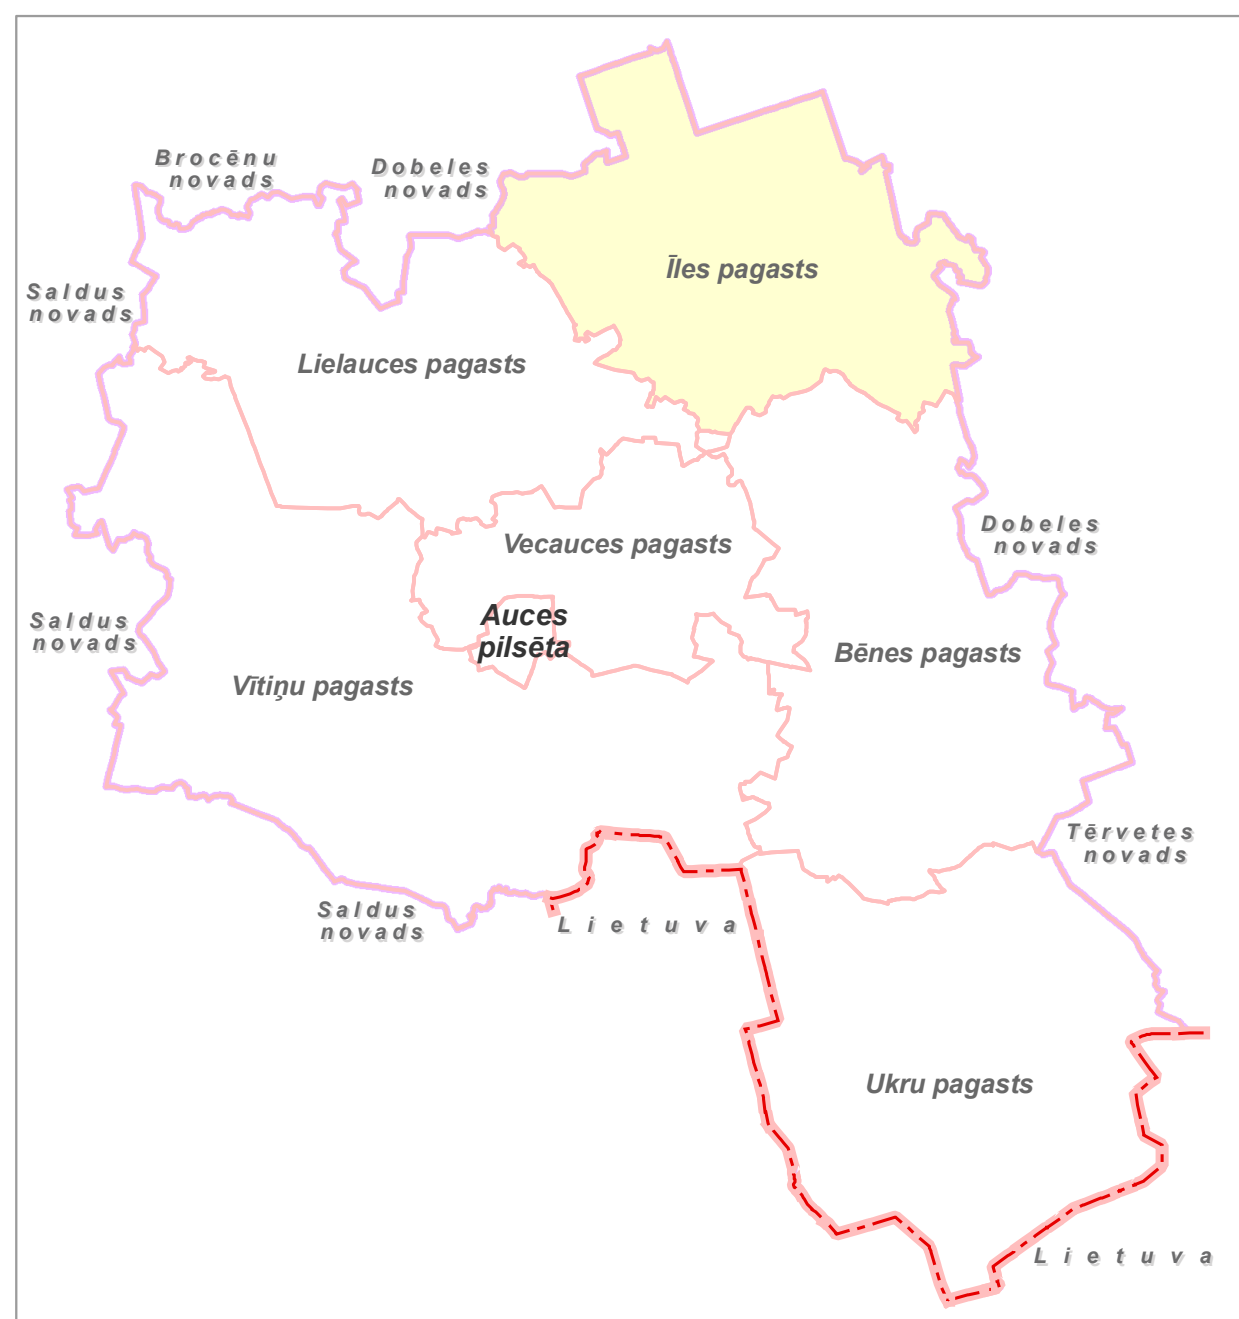 Brocēnu
novads
Dobeles
novads
Īles pagasts
Saldus
novads
Lielauces pagasts
Vecauces pagasts
Dobeles
novads
Auces
pilsēta
Saldus
novads
Bēnes pagasts
Vītiņu pagasts
Tērvetes
novads
Saldus
novads
Lietuva
Ukru pagasts
Lietuva